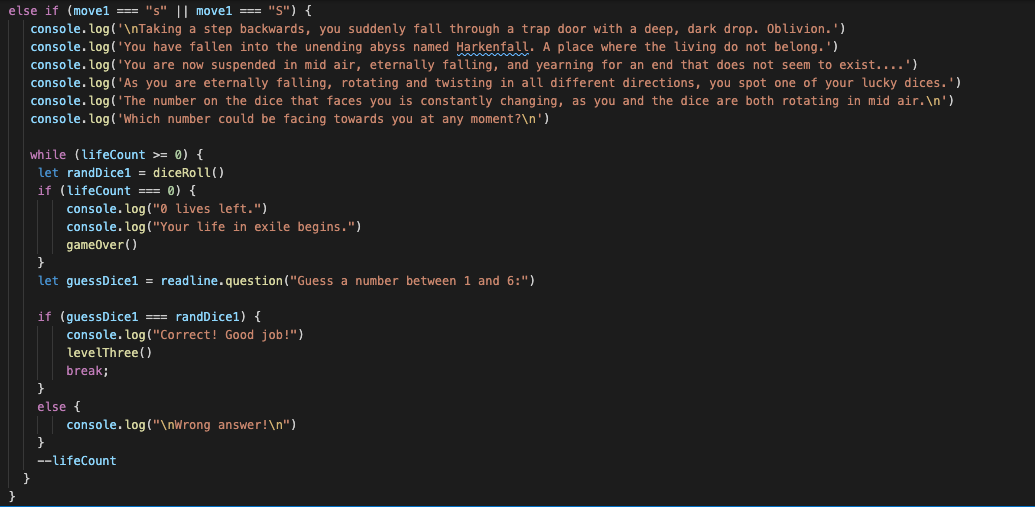 else if (move1 === "s" || move1 === "S") {
console.log('\nTaking a step backwards, you suddenly fall through a trap door with a deep, dark drop. Oblivion.')
console.log('You have fallen into the unending abyss named Harkenfall. A place where the living do not belong.')
console.log('You are now suspended in mid air, eternally falling, and yearning for an end that does not seem to exist....')
console.log('As you are eternally falling, rotating and twisting in all different directions, you spot one of your lucky dices.')
console.log('The number on the dice that faces you is constantly changing, as you and the dice are both rotating in mid air.\n')
console.log('Which number could be facing towards you at any moment?\n')
while (lifeCount >= 0) {
let randDice1 = diceRoll()
if (lifeCount === 0) {
console.log("0 lives left.")
console.log("Your life in exile begins.")
gameOver()
}
let guessDice1 = readline.question("Guess a number between 1 and 6:")
if (guessDice1 === randDice1) {
console.log("Correct! Good job!")
levelThree()
break;
}
else {
console.log("\nWrong answer!\n")
}
--lifeCount
}
}